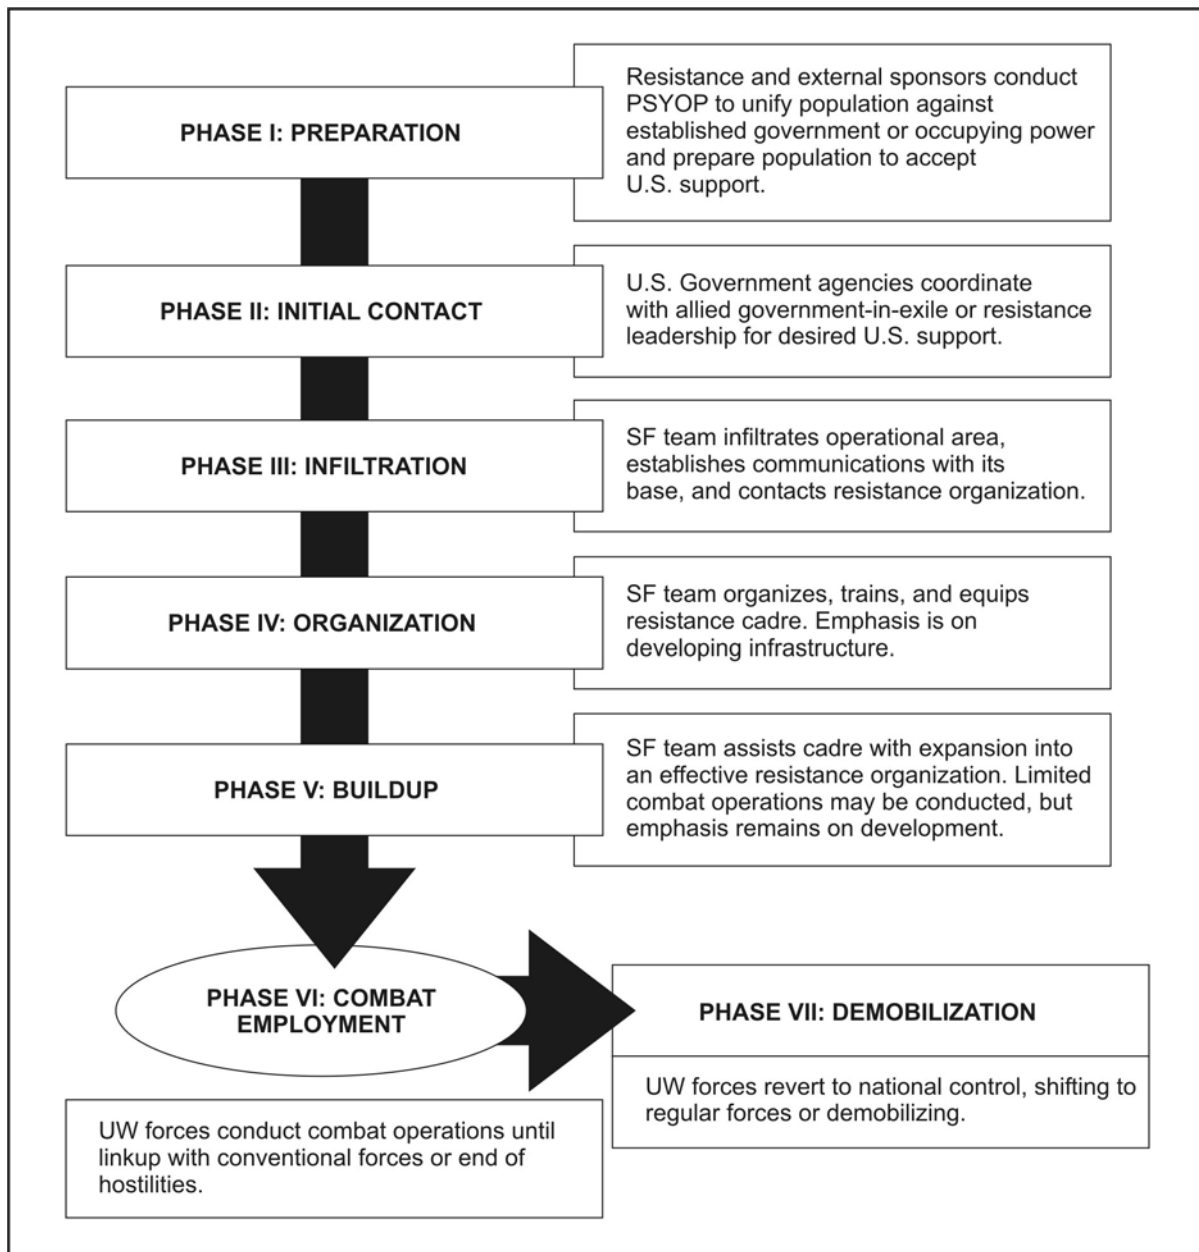 PHASE I: PREPARATION
Resistance and external sponsors conduct
PSYOP to unify population against
established government or occupying power
and prepare population to accept
U.S. support.
PHASE II: INITIAL CONTACT
U.S. Government agencies coordinate
with allied government-in-exile or resistance
leadership for desired U.S. support.
PHASE III: INFILTRATION
SF team infiltrates operational area,
establishes communications with its
base, and contacts resistance organization.
PHASE IV: ORGANIZATION
SF team organizes, trains, and equips
resistance cadre. Emphasis is on
developing infrastructure.
PHASE V: BUILDUP
SF team assists cadre with expansion into
an effective resistance organization. Limited
combat operations may be conducted, but
emphasis remains on development.
PHASE VI: COMBAT
EMPLOYMENT
UW forces conduct combat operations until
linkup with conventional forces or end of
hostilities.
PHASE VII: DEMOBILIZATION
UW forces revert to national control, shifting to
regular forces or demobilizing.